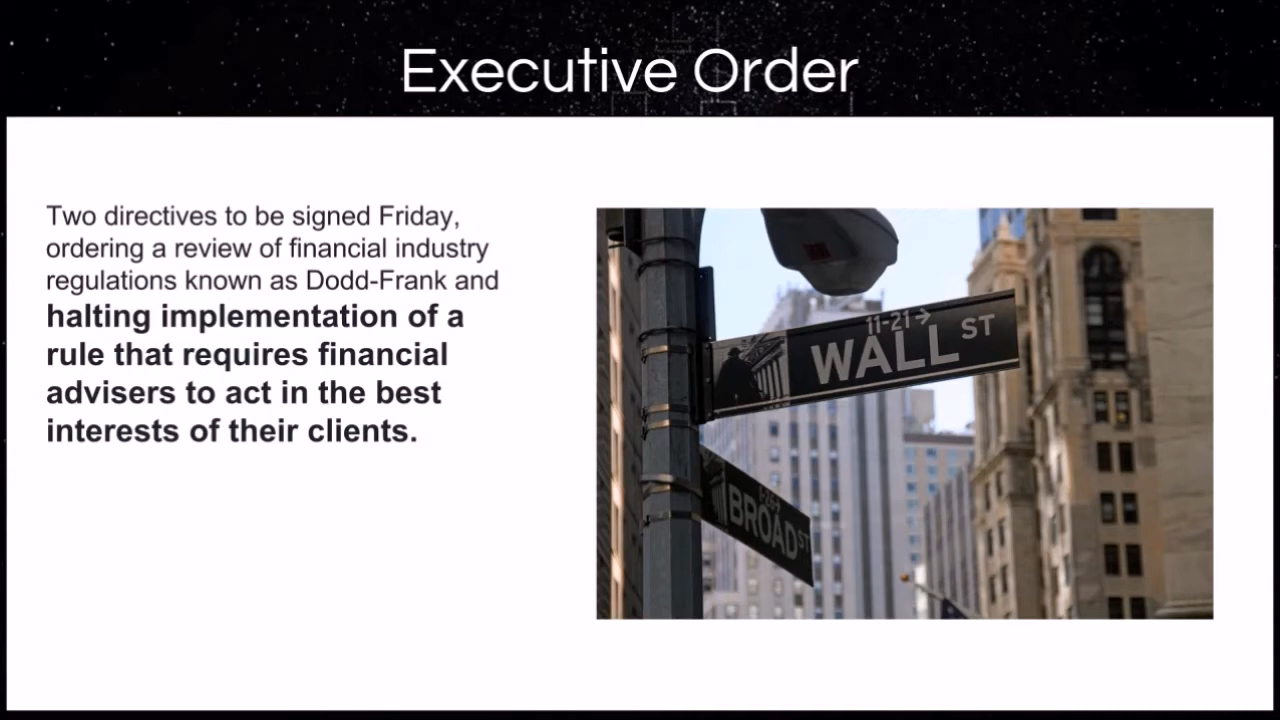 Executive Order
Two directives to be signed Friday,
ordering a review of financial industry
regulations known as Dodd-Frank and
halting implementation of a
rule that requires financial
advisers to act in the best
interests of their clients.
11-21→
WALL ST
BROAD ST